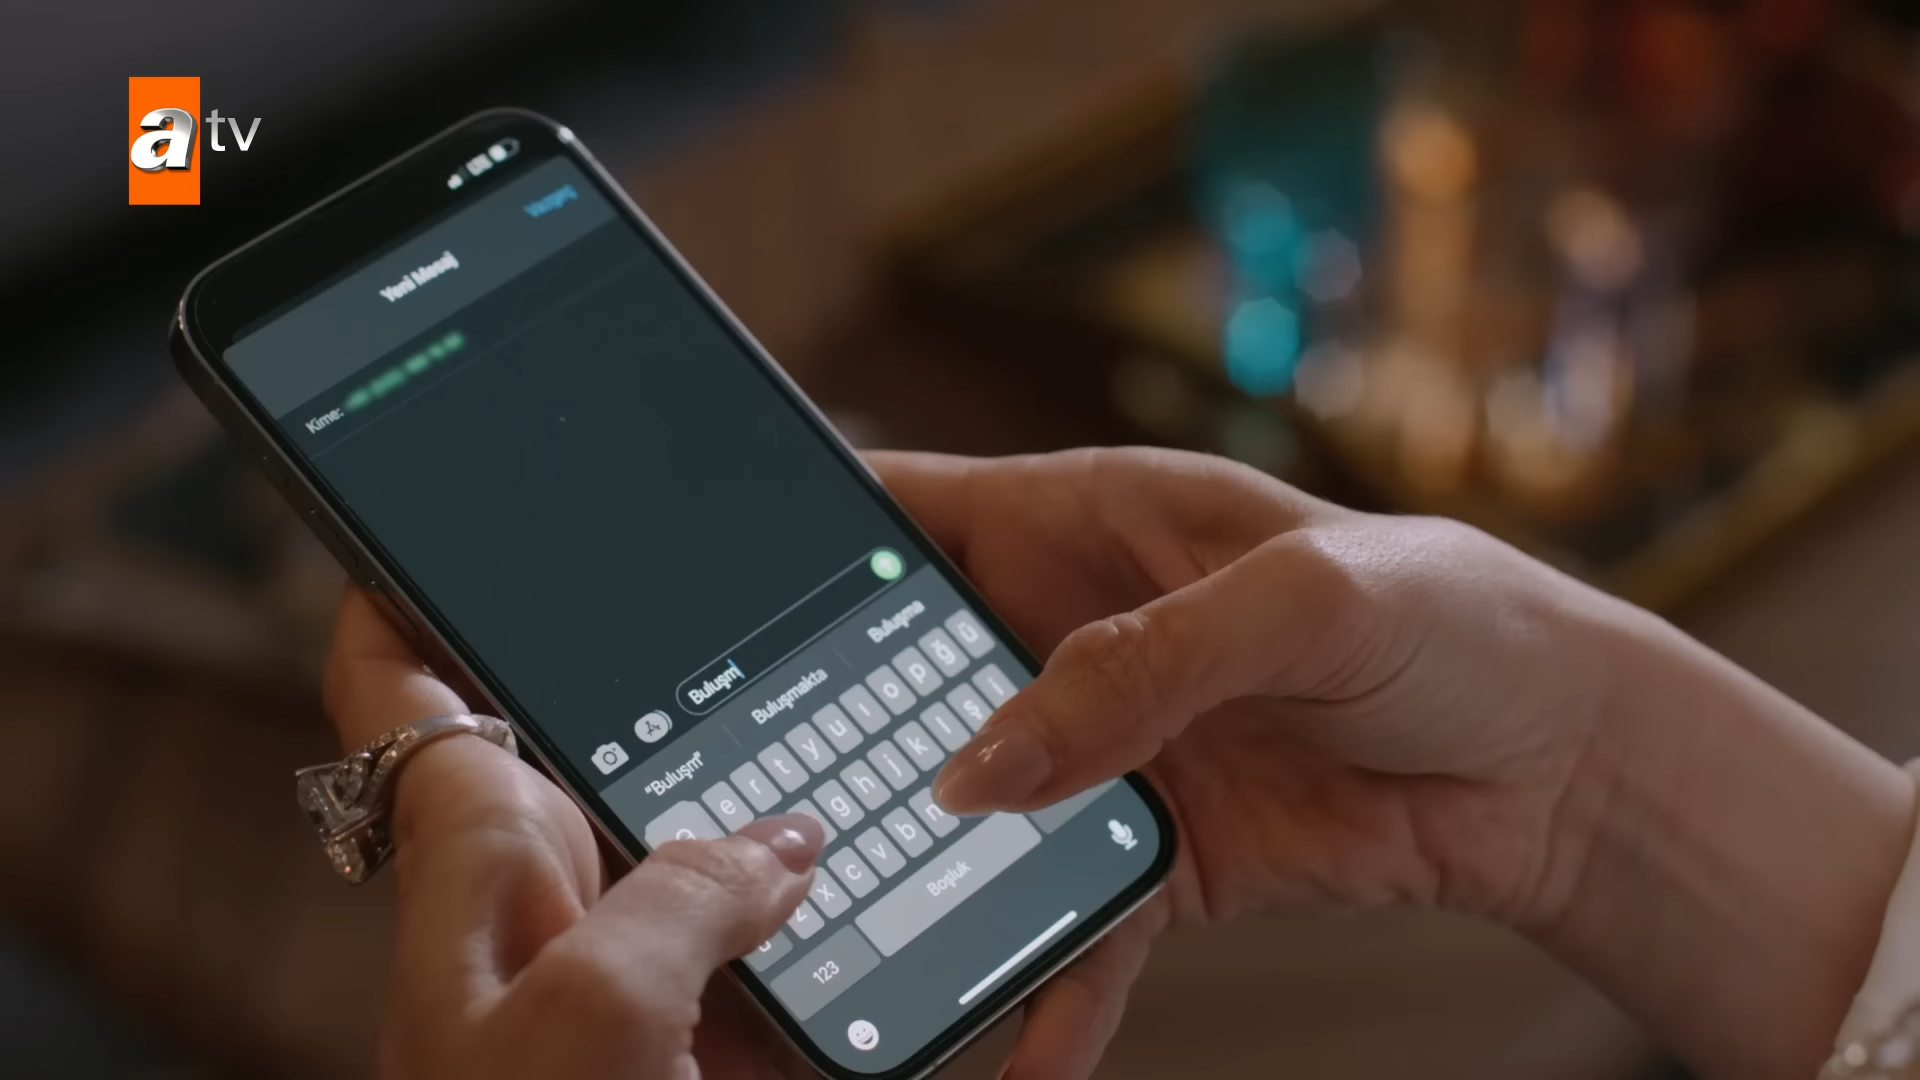 atv
Vazgeç
Yeni Mesaj
Kime:
Buluşm
"Buluşm"
Buluşmakta
Buluşma
e r t y u ı o p ğ ü
g h j k l ş i
z x c v b n
123
Boşluk